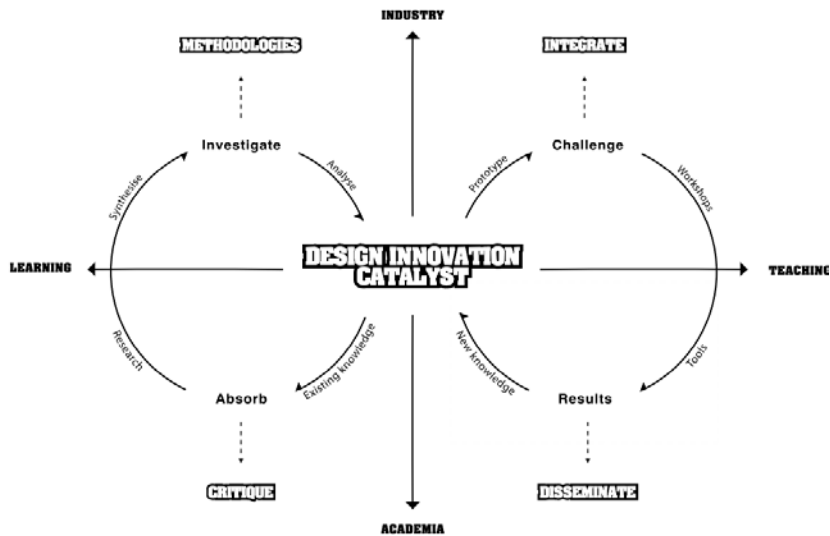 INDUSTRY
METHODOLOGIES
INTEGRATE
Investigate
Challenge
Synthesise
Analyse
Prototype
Workshops
LEARNING
DESIGN INNOVATION
CATALYST
TEACHING
Research
Existing knowledge
New knowledge
Tools
Absorb
Results
CRITIQUE
DISSEMINATE
ACADEMIA